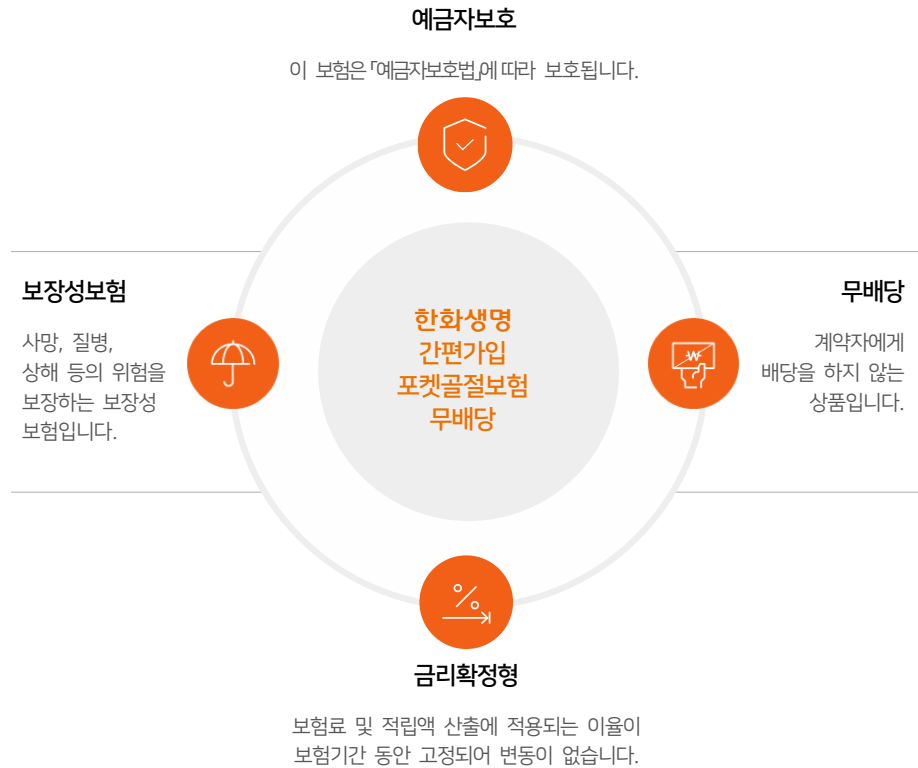 예금자보호
이 보험은 「예금자보호법」에 따라 보호됩니다.
보장성보험
사망, 질병,
상해 등의 위험을
보장하는 보장성
보험입니다.
한화생명
간편가입
포켓골절보험
무배당
무배당
계약자에게
배당을 하지 않는
상품입니다.
금리확정형
보험료 및 적립액 산출에 적용되는 이율이
보험기간 동안 고정되어 변동이 없습니다.